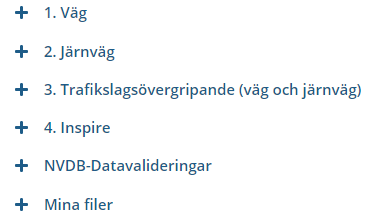 1. Väg
2. Järnväg
3. Trafikslagsövergripande (väg och järnväg)
4. Inspire
NVDB-Datavalideringar
Mina filer